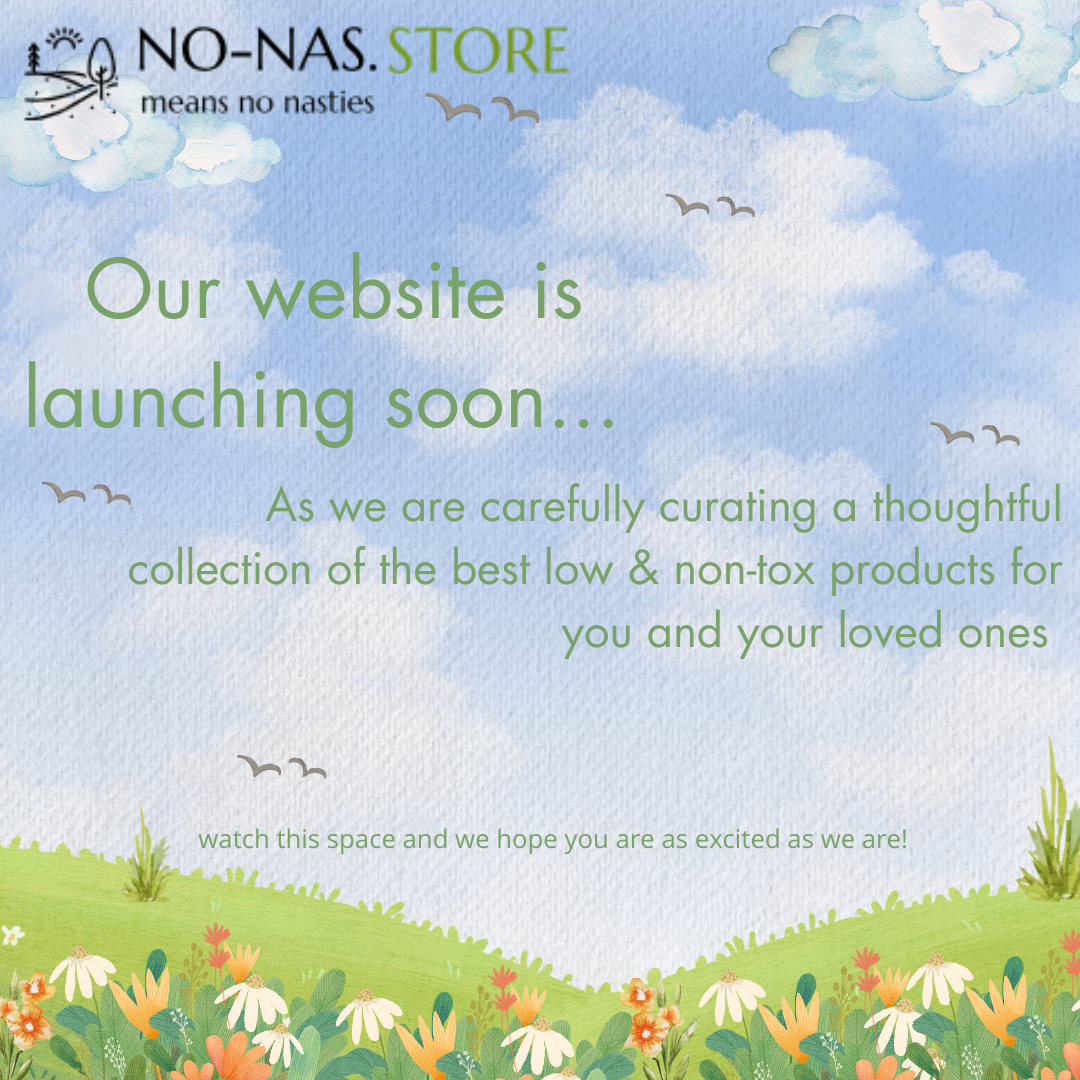 NO-NAS.STORE
means no nasties
Our website is
launching soon...
As we are carefully curating a thoughtful
collection of the best low & non-tox products for
you and your loved ones
watch this space and we hope you are as excited as we are!